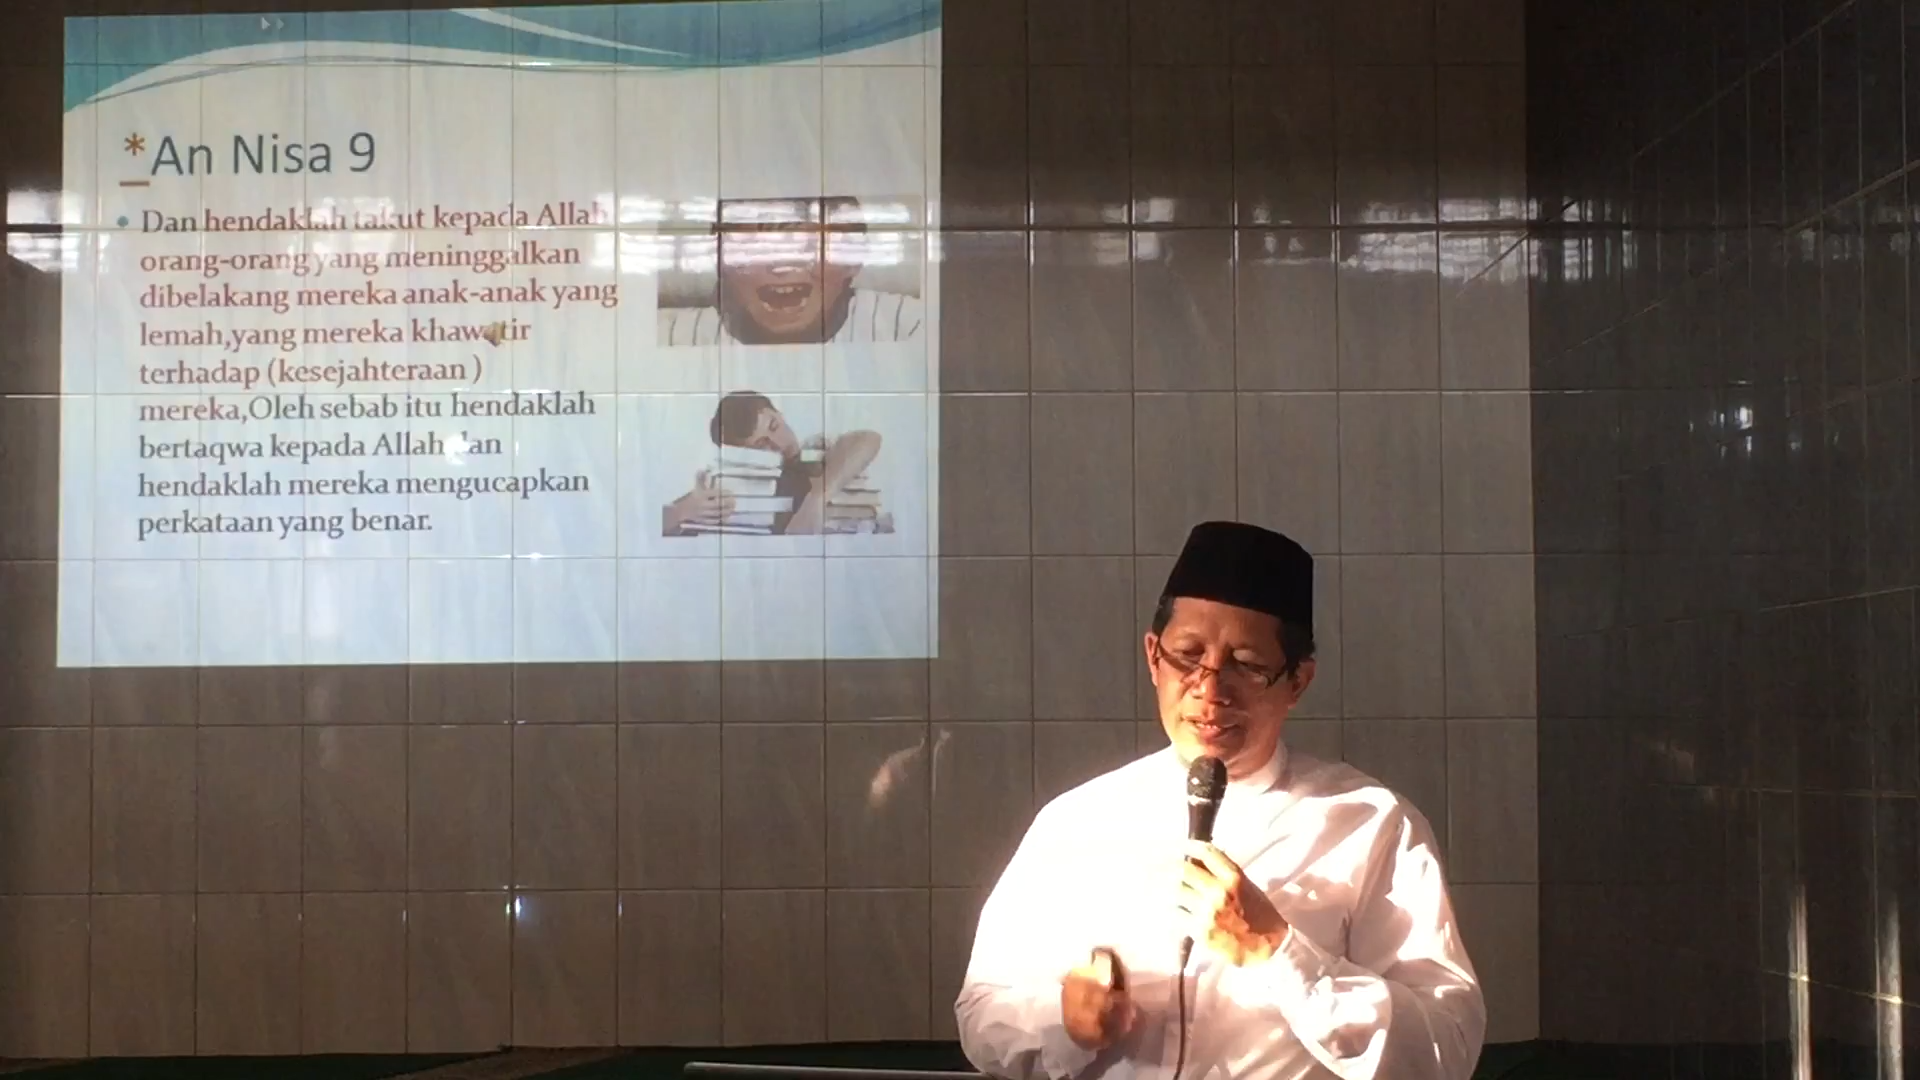 *_An Nisa 9
• Dan hendaklah takut kepada Allah
orang-orang yang meninggalkan
dibelakang mereka anak-anak yang
lemah,yang mereka khawatir
terhadap (kesejahteraan )
mereka,Oleh sebab itu hendaklah
bertaqwa kepada Allah dan
hendaklah mereka mengucapkan
perkataan yang benar.